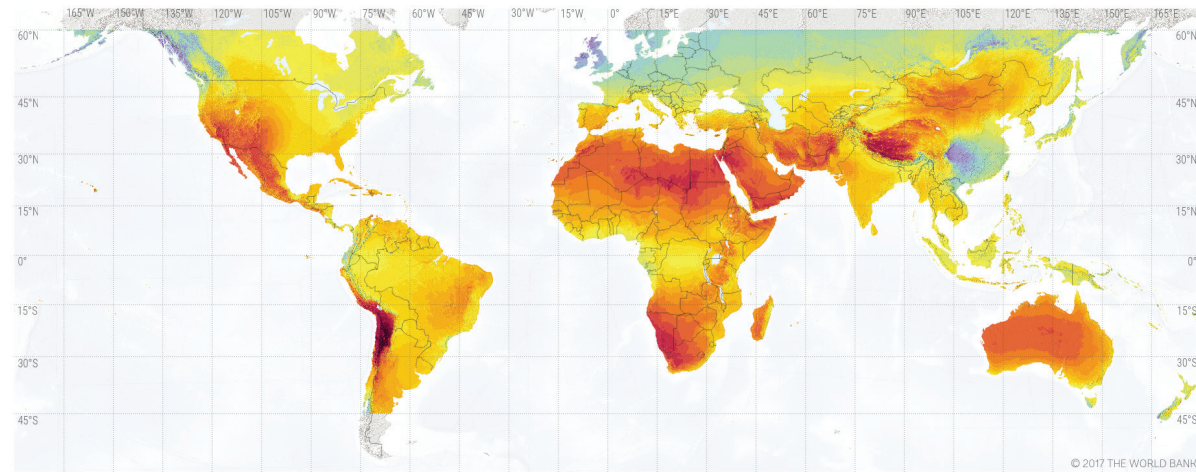 165°W 150°W 135°W 120°W 105°W 90°W 75°W 60°W 45°W 30°W 15°W 0° 15°E 30°E 45°E 60°E 75°E 90°E 105°E 120°E 135°E 150°E 165°E
60°N 60°N
45°N 45°N
30°N 30°N
15°N 15°N
0° 0°
15°S 15°S
30°S 30°S
45°S 45°S
© 2017 THE WORLD BANK